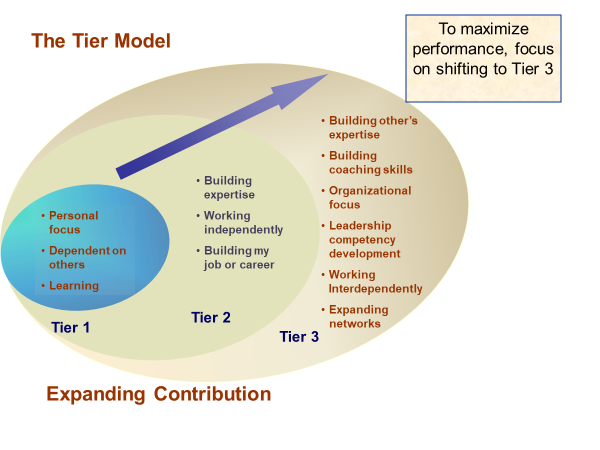 The Tier Model
To maximize
performance, focus
on shifting to Tier 3
• Personal
focus
• Dependent on
others
• Learning
Tier 1
• Building
expertise
• Working
independently
• Building my
job or career
Tier 2
• Building other's
expertise
• Building
coaching skills
• Organizational
focus
• Leadership
competency
development
• Working
Interdependently
• Expanding
networks
Tier 3
Expanding Contribution